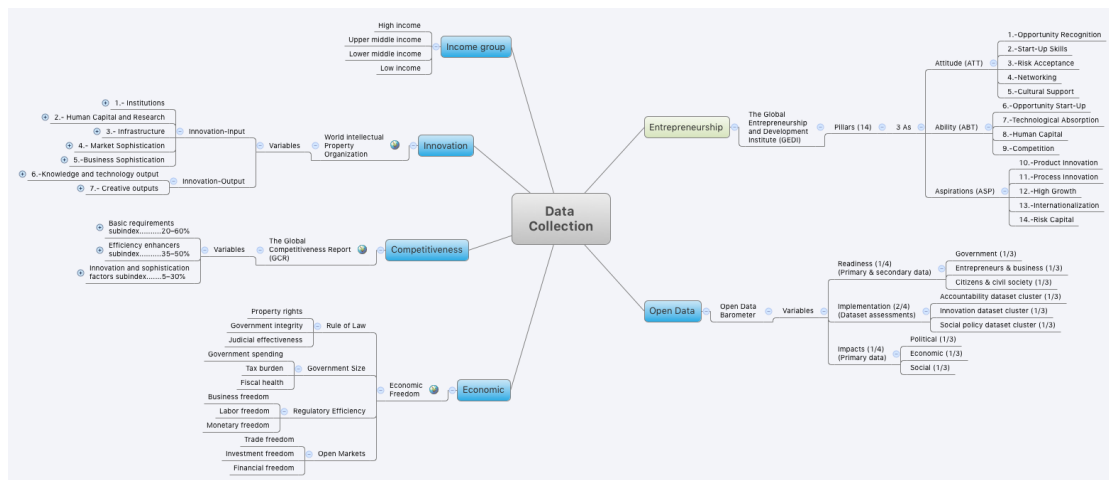 Data
Collection
Income group
High income
Upper middle income
Lower middle income
Low income
Innovation
World intellectual
Property
Organization
Variables
Innovation-Input
1.- Institutions
2.- Human Capital and Research
3.- Infrastructure
4.- Market Sophistication
5.-Business Sophistication
Innovation-Output
6.-Knowledge and technology output
7.- Creative outputs
Competitiveness
The Global
Competitiveness Report
(GCR)
Variables
Basic requirements
subindex..........20–60%
Efficiency enhancers
subindex..........35–50%
Innovation and sophistication
factors subindex.......5–30%
Economic
Economic
Freedom
Rule of Law
Property rights
Government integrity
Judicial effectiveness
Government Size
Government spending
Tax burden
Fiscal health
Regulatory Efficiency
Business freedom
Labor freedom
Monetary freedom
Open Markets
Trade freedom
Investment freedom
Financial freedom
Entrepreneurship
The Global
Entrepreneurship
and Development
Institute (GEDI)
Pillars (14)
3 As
Attitude (ATT)
1.-Opportunity Recognition
2.-Start-Up Skills
3.-Risk Acceptance
4.-Networking
5.-Cultural Support
Ability (ABT)
6.-Opportunity Start-Up
7.-Technological Absorption
8.-Human Capital
9.-Competition
Aspirations (ASP)
10.-Product Innovation
11.-Process Innovation
12.-High Growth
13.-Internationalization
14.-Risk Capital
Open Data
Open Data
Barometer
Variables
Readiness (1/4)
(Primary & secondary data)
Government (1/3)
Entrepreneurs & business (1/3)
Citizens & civil society (1/3)
Implementation (2/4)
(Dataset assessments)
Accountability dataset cluster (1/3)
Innovation dataset cluster (1/3)
Social policy dataset cluster (1/3)
Impacts (1/4)
(Primary data)
Political (1/3)
Economic (1/3)
Social (1/3)